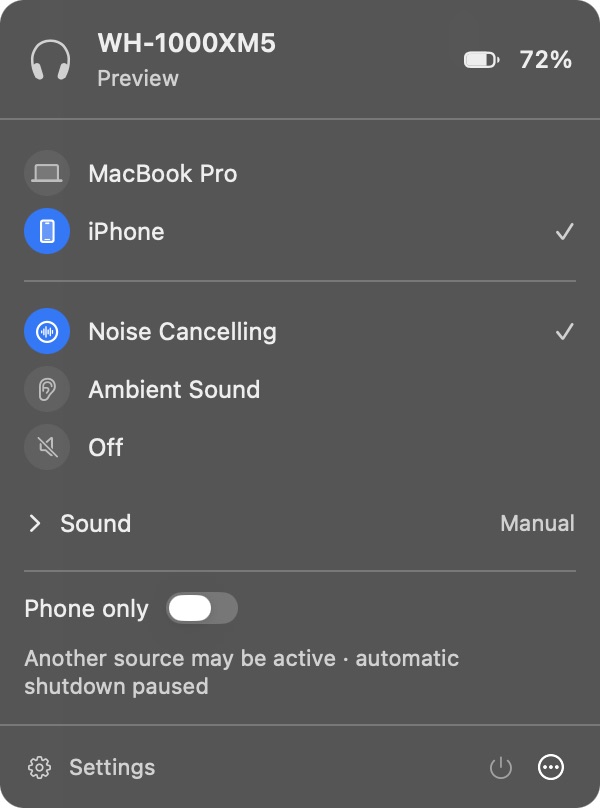 WH-1000XM5
72%
Preview
MacBook Pro
iPhone
Noise Cancelling
Ambient Sound
Off
Sound
Manual
Phone only
Another source may be active · automatic
shutdown paused
Settings